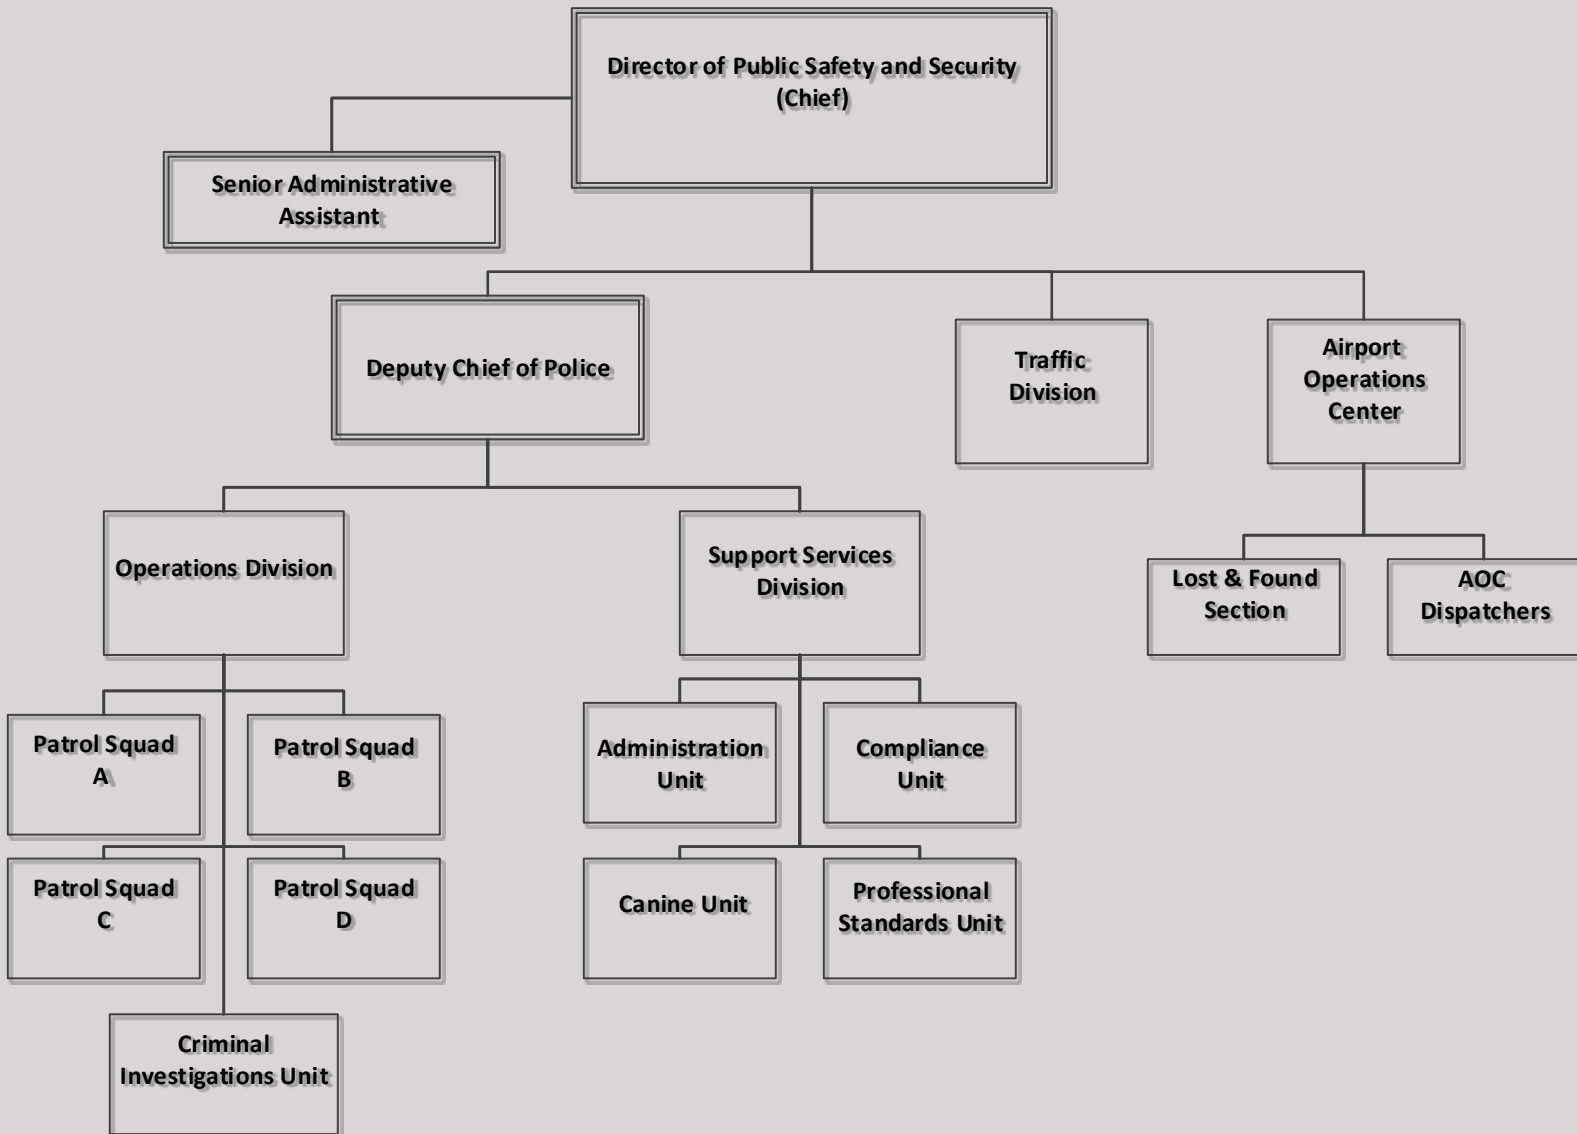 Director of Public Safety and Security
(Chief)
Senior Administrative
Assistant
Deputy Chief of Police
Traffic
Division
Airport
Operations
Center
Operations Division
Support Services
Division
Lost & Found
Section
AOC
Dispatchers
Patrol Squad
A
Patrol Squad
B
Administration
Unit
Compliance
Unit
Patrol Squad
C
Patrol Squad
D
Canine Unit
Professional
Standards Unit
Criminal
Investigations Unit